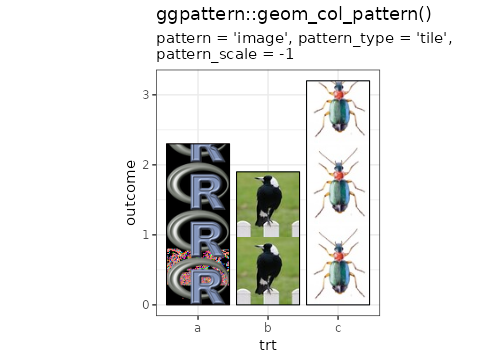 ggpattern::geom_col_pattern()
pattern = 'image', pattern_type = 'tile',
pattern_scale = -1
outcome
3
2
1
0
R
R
R
R
a b c
trt